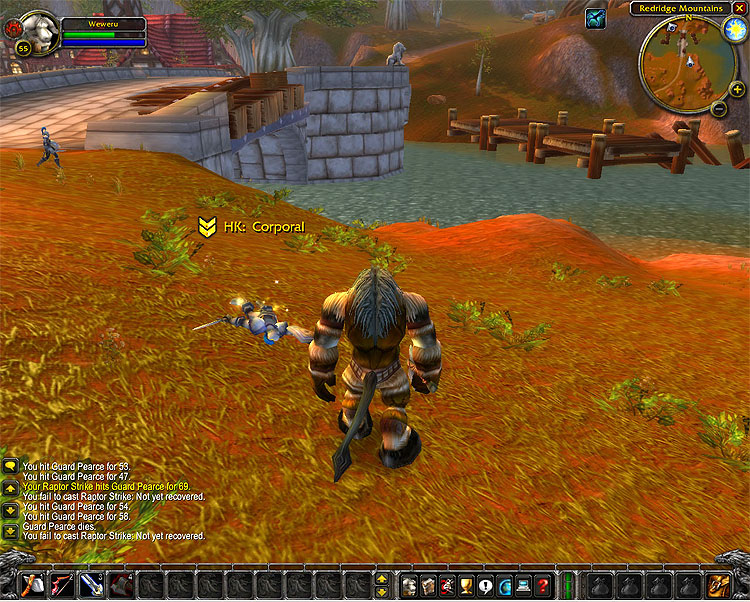 Weweru
55
Redridge Mountains
N
HK: Corporal
You hit Guard Pearce for 53.
You hit Guard Pearce for 47.
Your Raptor Strike hits Guard Pearce for 69.
You fail to cast Raptor Strike: Not yet recovered.
You hit Guard Pearce for 54.
You hit Guard Pearce for 58.
Guard Pearce dies.
You fail to cast Raptor Strike: Not yet recovered.